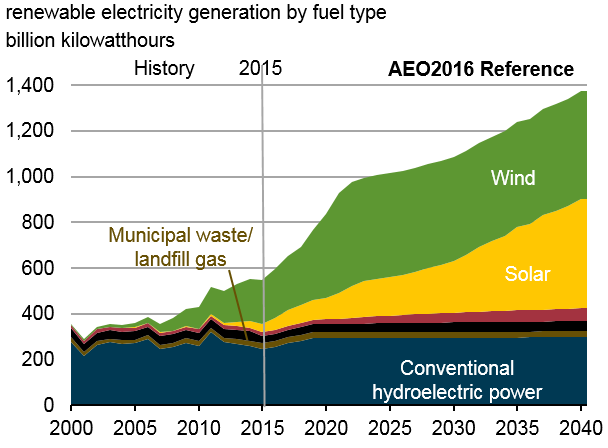 renewable electricity generation by fuel type
billion kilowatthours
History 2015 AEO2016 Reference
1,400
1,200
1,000
800
600
400
200
0
Wind
Solar
Municipal waste/
landfill gas
Conventional
hydroelectric power
2000 2005 2010 2015 2020 2025 2030 2035 2040